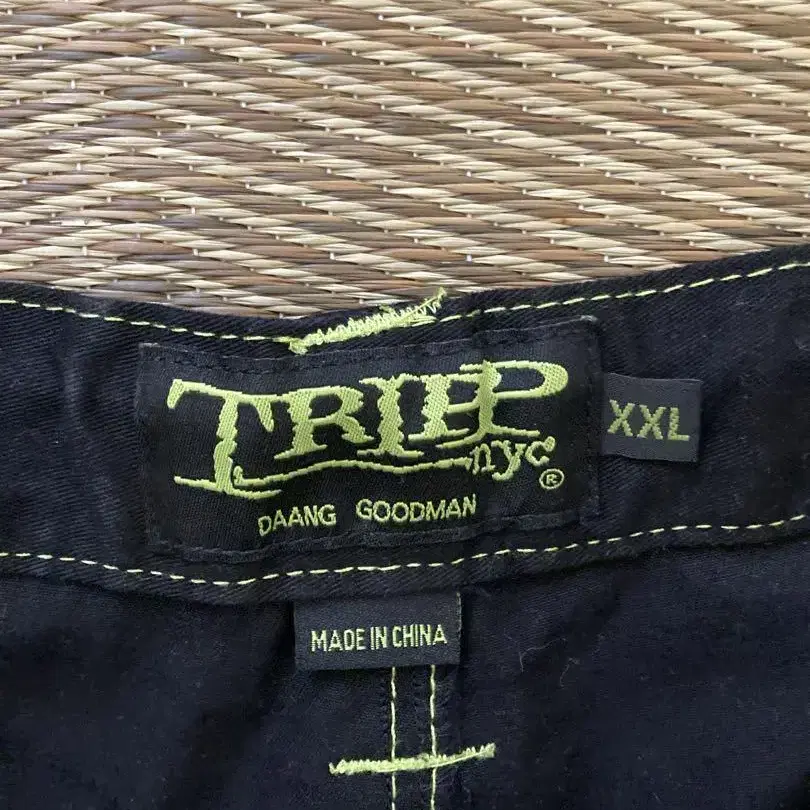 TRIPP
nyc®
DAANG GOODMAN
XXL
MADE IN CHINA